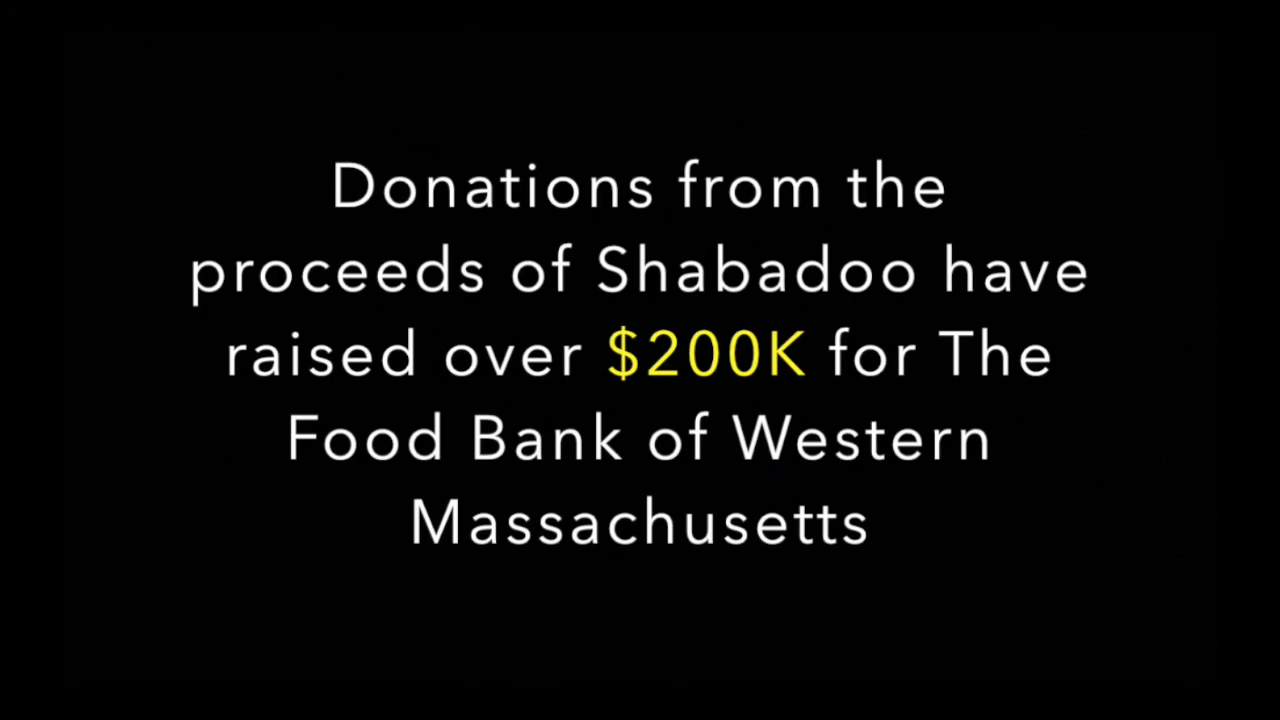 Donations from the
proceeds of Shabadoo have
raised over $200K for The
Food Bank of Western
Massachusetts